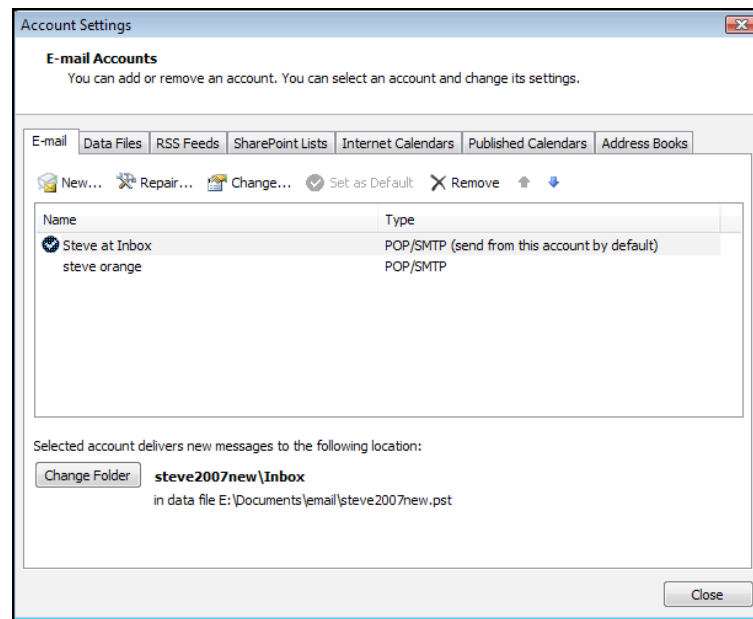 Account Settings
E-mail Accounts
You can add or remove an account. You can select an account and change its settings.
E-mail Data Files RSS Feeds SharePoint Lists Internet Calendars Published Calendars Address Books
New... Repair... Change... Set as Default Remove
Name Type
Steve at Inbox POP/SMTP (send from this account by default)
steve orange POP/SMTP
Selected account delivers new messages to the following location:
Change Folder steve2007new\Inbox
in data file E:\Documents\email\steve2007new.pst
Close